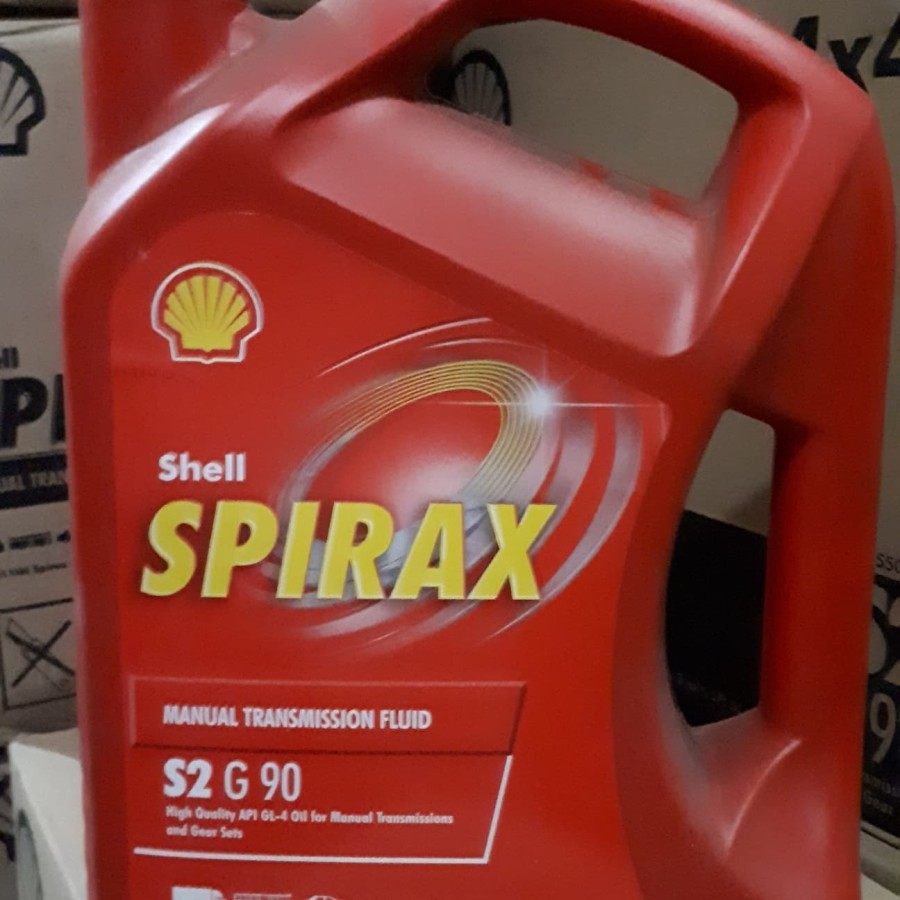 Shell
SPIRAX
MANUAL TRANSMISSION FLUID
S2 G 90
High Quality API GL-4 Oil for Manual Transmissions
and Gear Sets
4x4